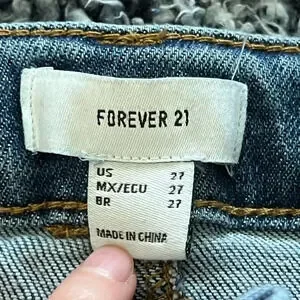 FOREVER 21
US 27
MX/ECU 27
BR 27
MADE IN CHINA